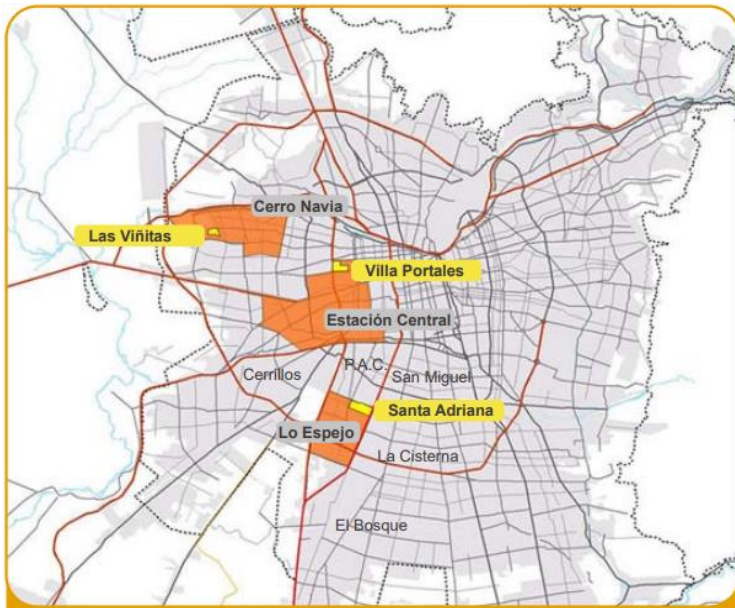 Cerro Navia
Las Viñitas
Villa Portales
Estación Central
P.A.C.
Cerrillos
San Miguel
Santa Adriana
Lo Espejo
La Cisterna
El Bosque